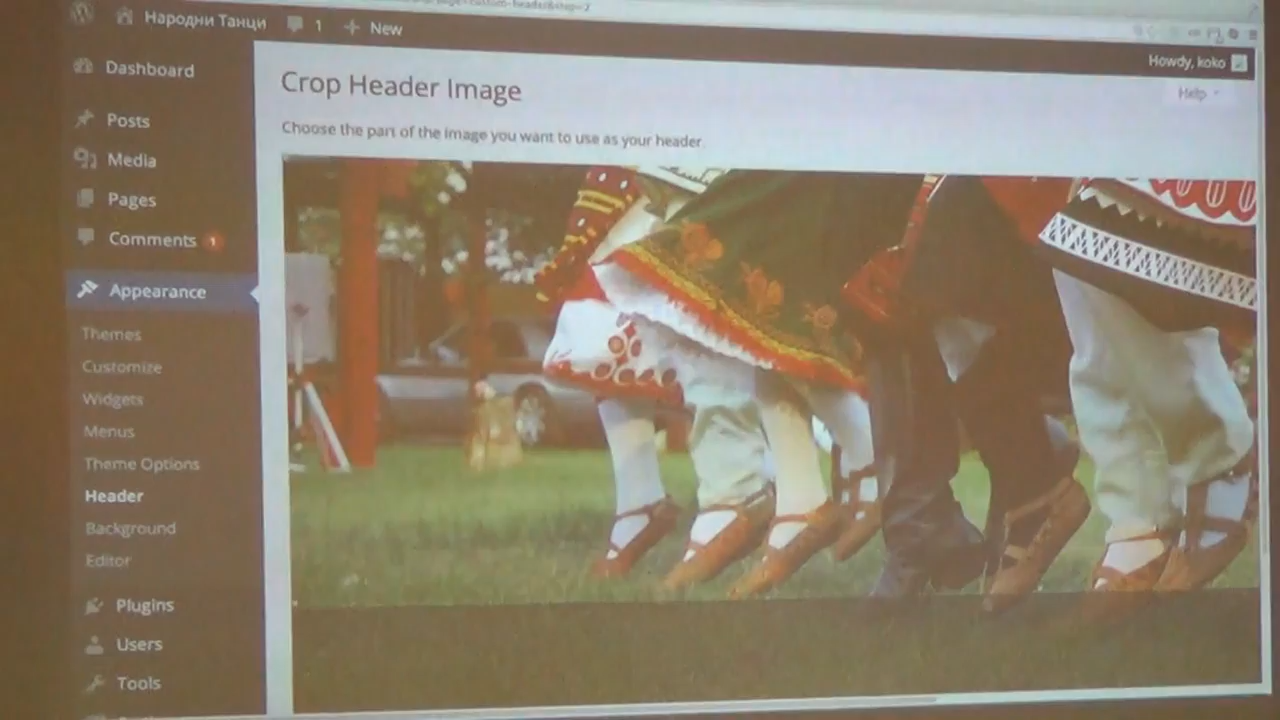 Народни Танци 1 New
Howdy, koko
Help
Dashboard
Posts
Media
Pages
Comments 1
Appearance
Themes
Customize
Widgets
Menus
Theme Options
Header
Background
Editor
Plugins
Users
Tools
Crop Header Image
Choose the part of the image you want to use as your header.